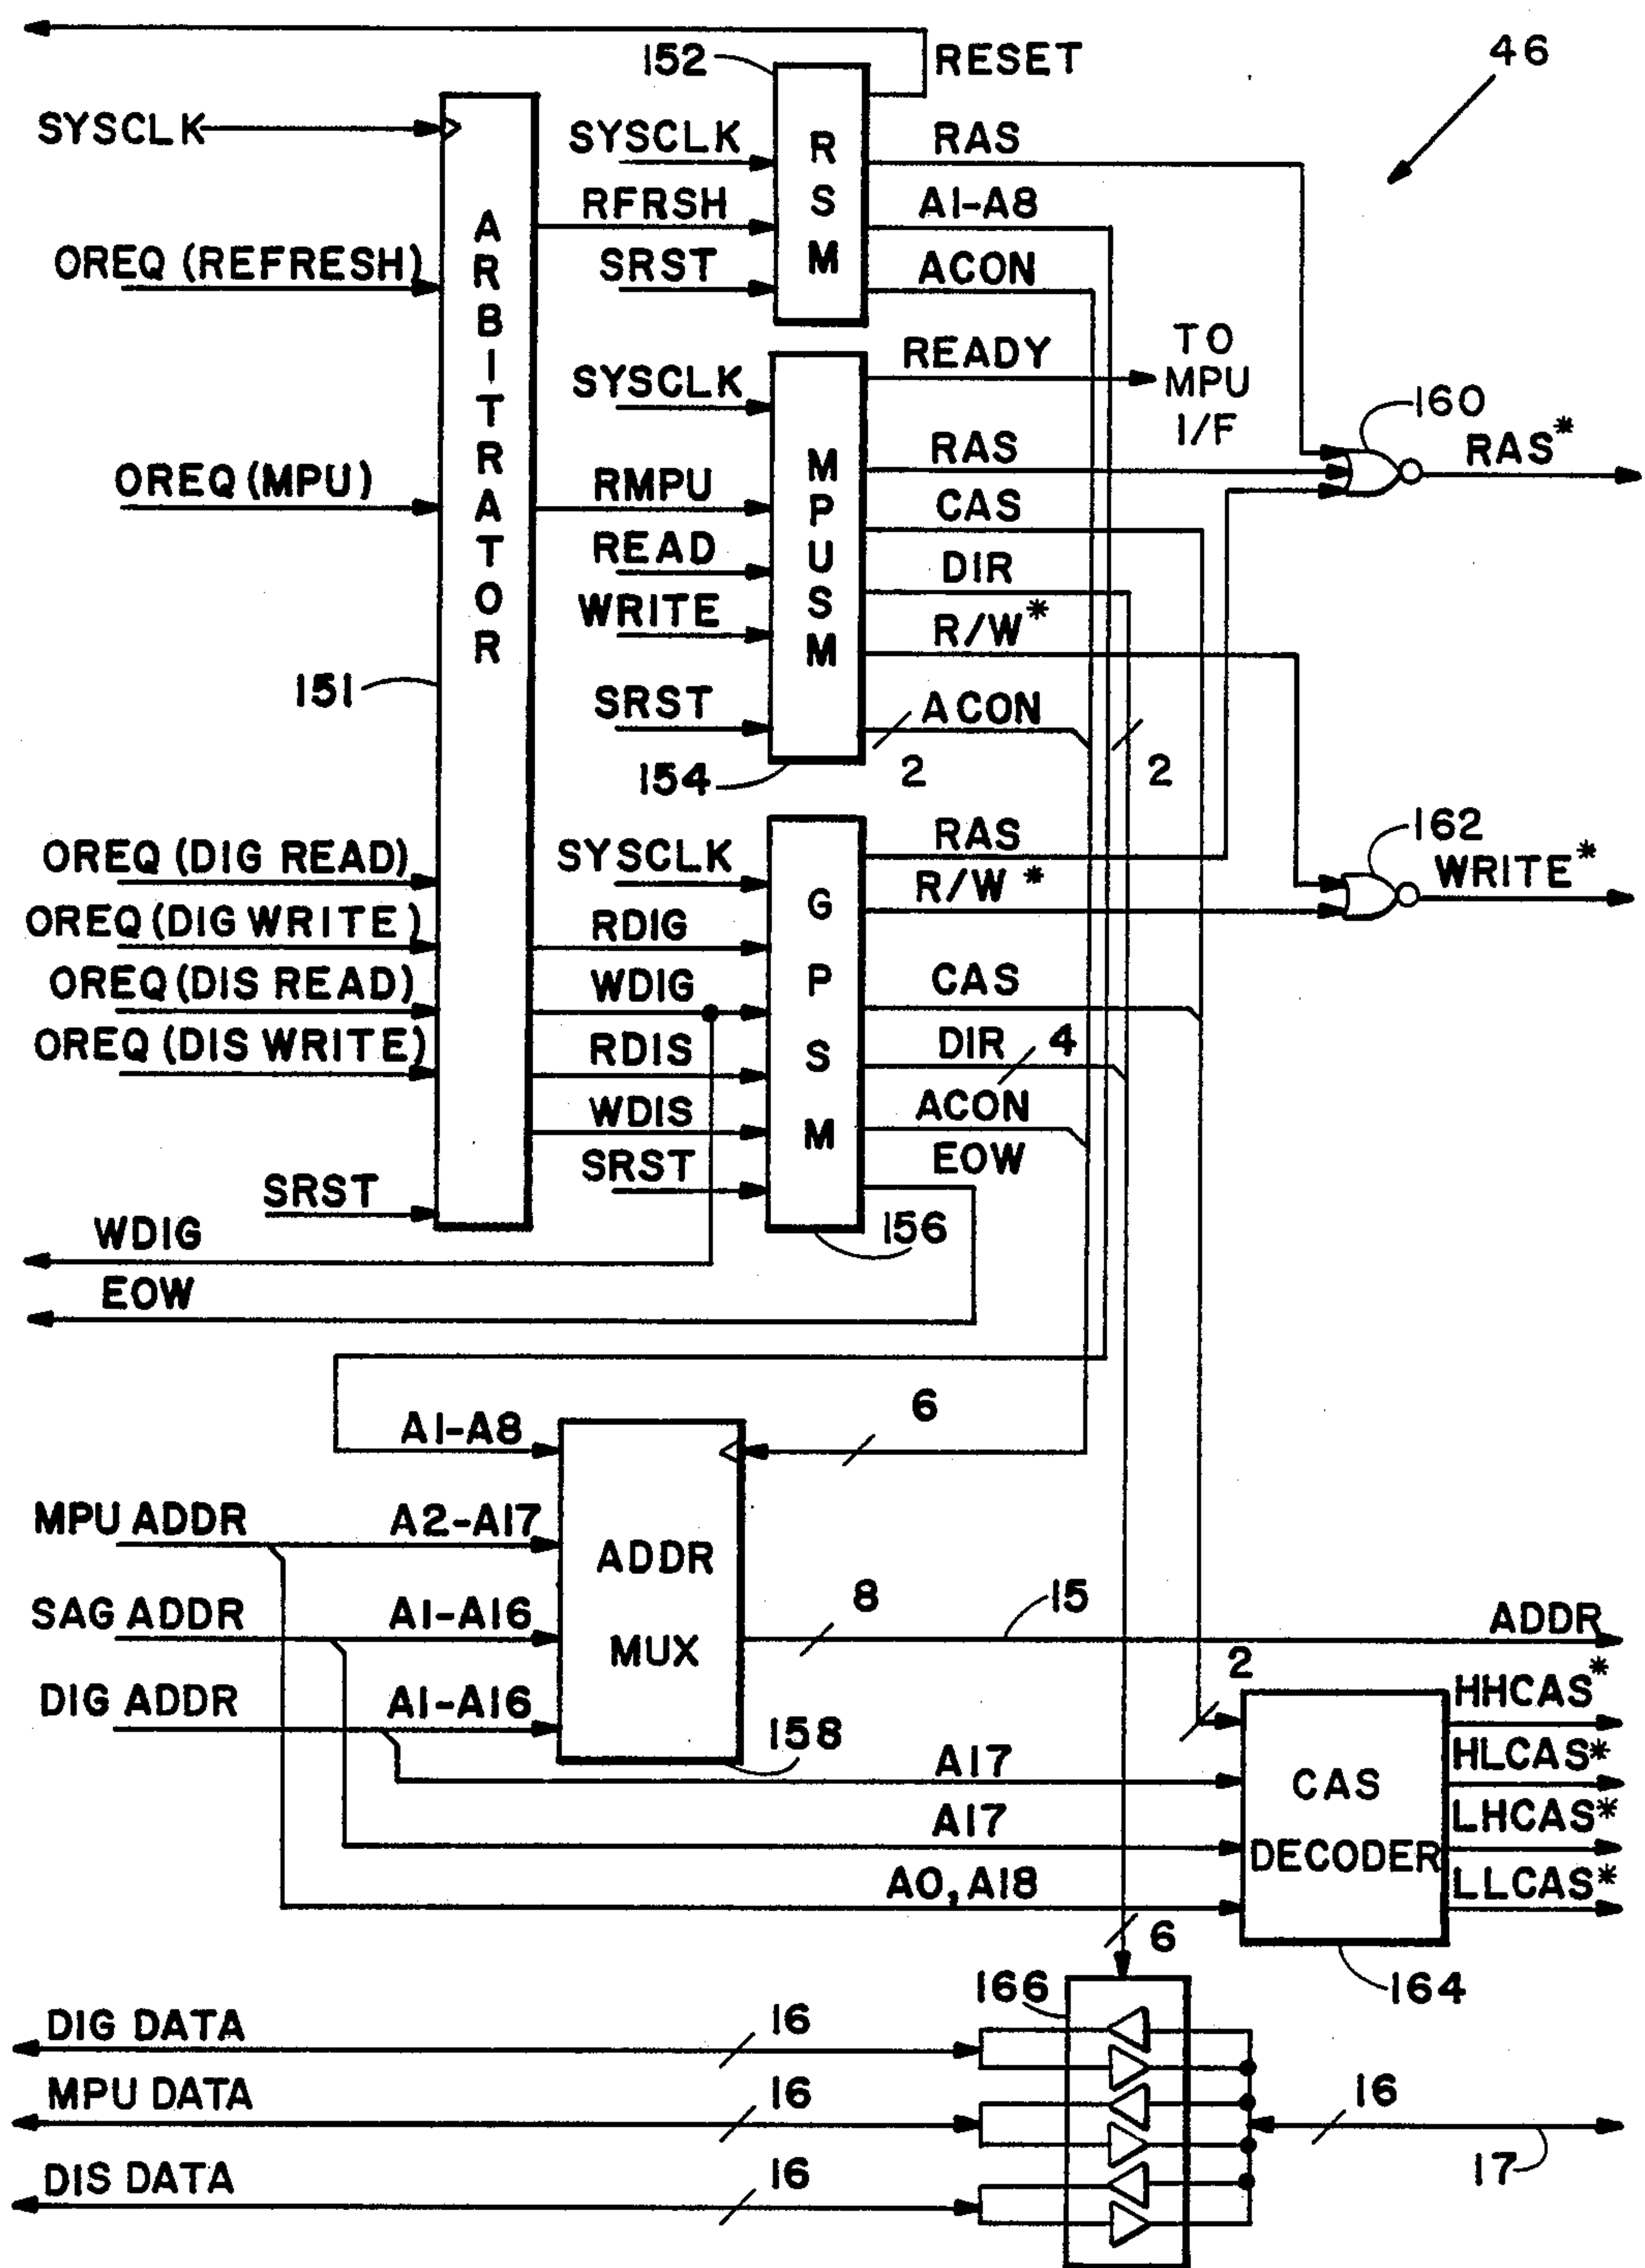 46
152
RESET
SYSCLK
SYSCLK
RAS
RSM
RFRSH
A1-A8
OREQ (REFRESH)
SRST
ACON
ARBITRATOR
READY
TO
MPU
I/F
SYSCLK
160
RAS*
RAS
MPUSM
OREQ (MPU)
RMPU
CAS
READ
DIR
WRITE
R/W*
151
SRST
ACON
2
2
154
162
WRITE*
RAS
OREQ (DIG READ)
SYSCLK
R/W*
GPSM
OREQ (DIG WRITE)
RDIG
OREQ (DIS READ)
WDIG
CAS
OREQ (DIS WRITE)
RDIS
DIR
4
WDIS
ACON
SRST
EOW
SRST
WDIG
156
EOW
6
A1-A8
MPU ADDR
A2-A17
ADDR
MUX
SAG ADDR
A1-A16
8
15
ADDR
DIG ADDR
A1-A16
158
2
HHCAS*
A17
HLCAS*
CAS
DECODER
A17
LHCAS*
A0, A18
LLCAS*
6
166
164
DIG DATA
16
MPU DATA
16
16
DIS DATA
16
17